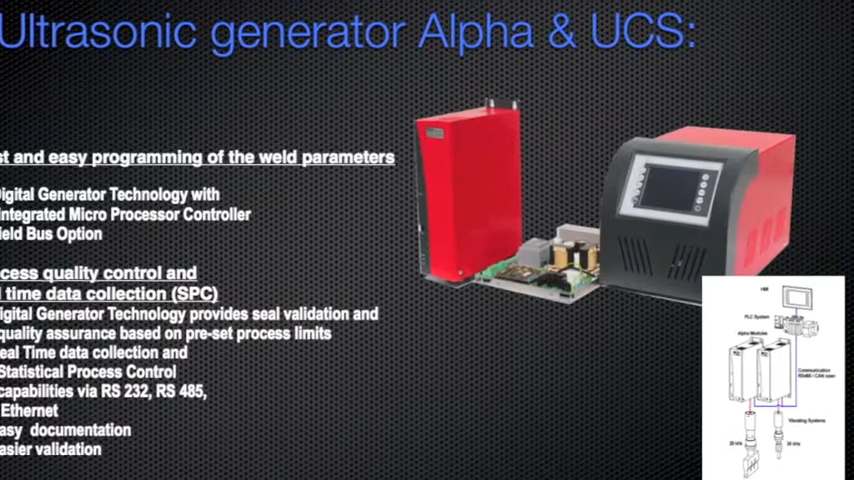 Ultrasonic generator Alpha & UCS:
st and easy programming of the weld parameters
Digital Generator Technology with
integrated Micro Processor Controller
ield Bus Option
cess quality control and
l time data collection (SPC)
igital Generator Technology provides seal validation and
quality assurance based on pre-set process limits
eal Time data collection and
Statistical Process Control
capabilities via RS 232, RS 485,
Ethernet
asy documentation
asier validation
HMI
PLC System
Alpha Modules
Communication
RS485 / CAN open
Vibrating Systems
20 kHz
30 kHz